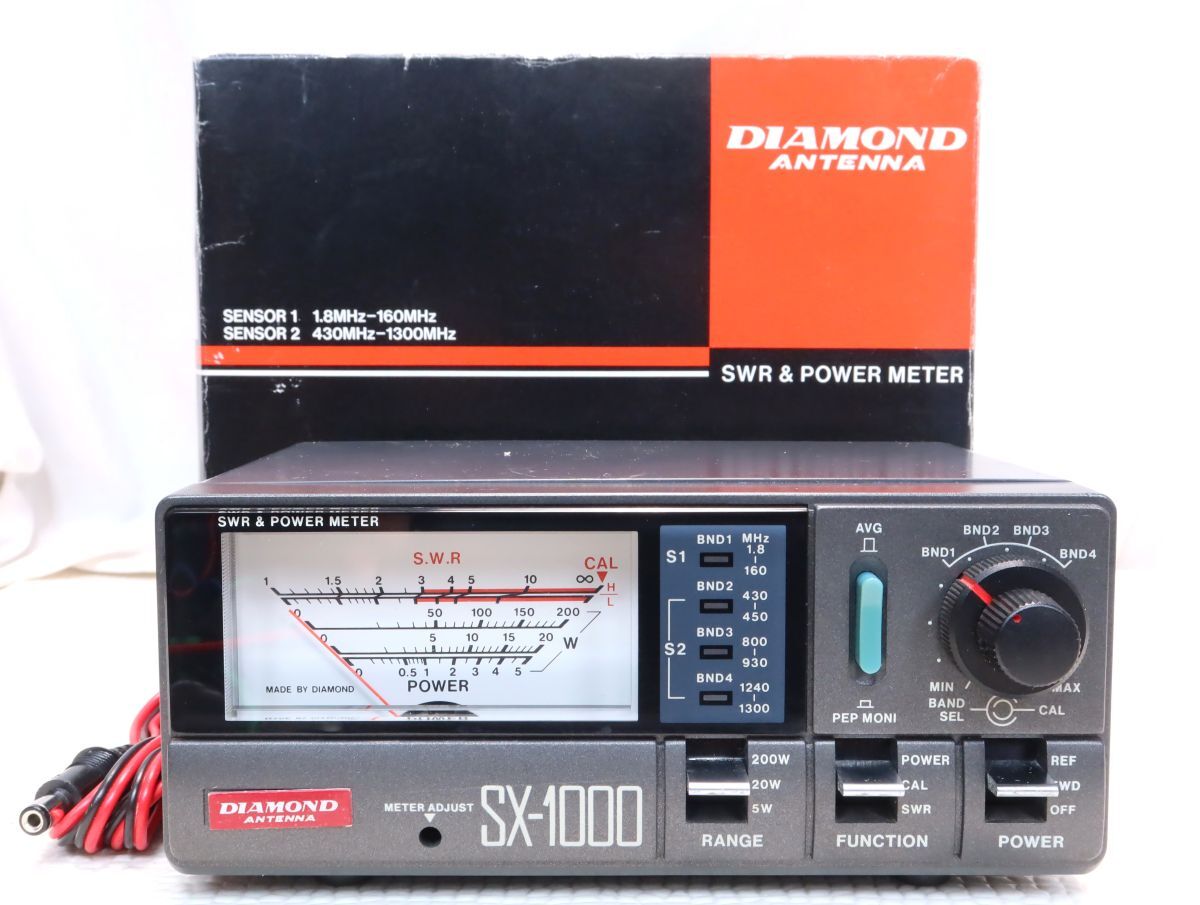 DIAMOND
ANTENNA
SENSOR 1 1.8MHz-160MHz
SENSOR 2 430MHz-1300MHz
SWR & POWER METER
SWR & POWER METER
S.W.R
CAL
1 1.5 2 3 4 5 10 ∞
H
L
0 50 100 150 200
0 5 10 15 20
W
0 0.5 1 2 3 4 5
MADE BY DIAMOND
POWER
S1
BND1
MHz
1.8
160
S2
BND2
430
450
BND3
800
930
BND4
1240
1300
AVG
PEP MONI
BND1 BND2 BND3 BND4
MIN
MAX
BAND
SEL
CAL
DIAMOND
ANTENNA
METER ADJUST
SX-1000
200W
20W
5W
RANGE
POWER
CAL
SWR
FUNCTION
REF
FWD
OFF
POWER